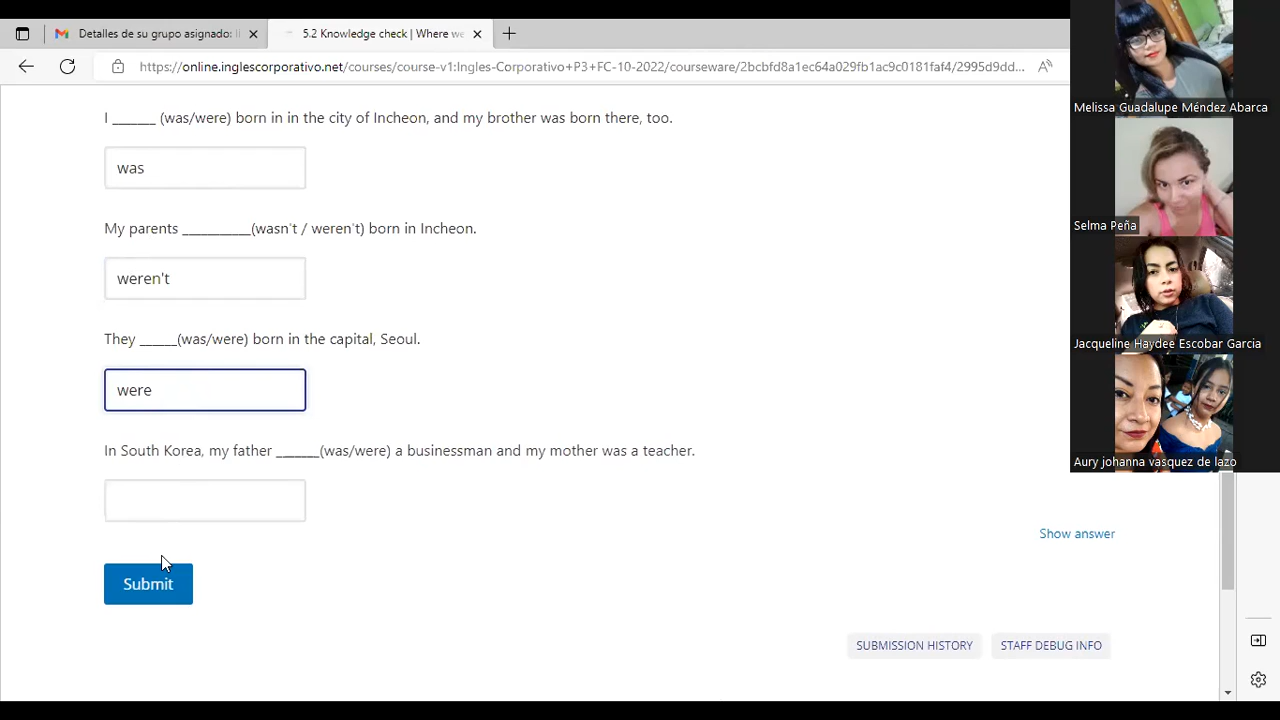 Detalles de su grupo asignado: I
5.2 Knowledge check | Where we
https://online.inglescorporativo.net/courses/course-v1:Ingles-Corporativo+P3+FC-10-2022/courseware/2bcbfd8a1ec64a029fb1ac9c0181faf4/2995d9dd...
I _______ (was/were) born in in the city of Incheon, and my brother was born there, too.
was
My parents ___________(wasn't / weren't) born in Incheon.
weren't
They ______(was/were) born in the capital, Seoul.
were
In South Korea, my father _______(was/were) a businessman and my mother was a teacher.
Show answer
Submit
SUBMISSION HISTORY
STAFF DEBUG INFO
Melissa Guadalupe Méndez Abarca
Selma Peña
Jacqueline Haydee Escobar Garcia
Aury johanna vasquez de lazo